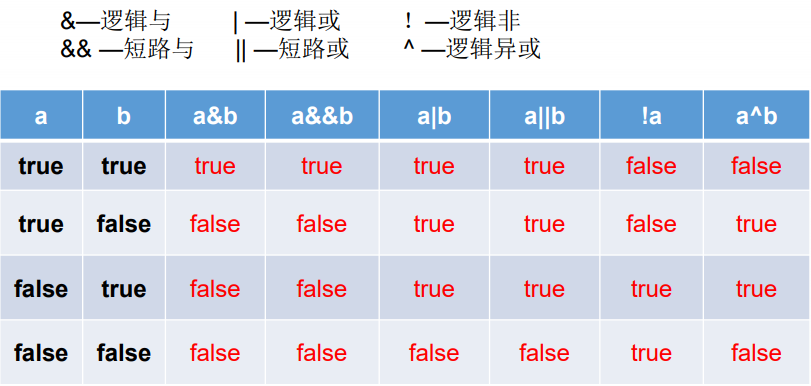 &—逻辑与 | —逻辑或 ! —逻辑非
&& —短路与 || —短路或 ^ —逻辑异或
a b a&b a&&b a|b a||b !a a^b
true true true true true true false false
true false false false true true false true
false true false false true true true true
false false false false false false true false